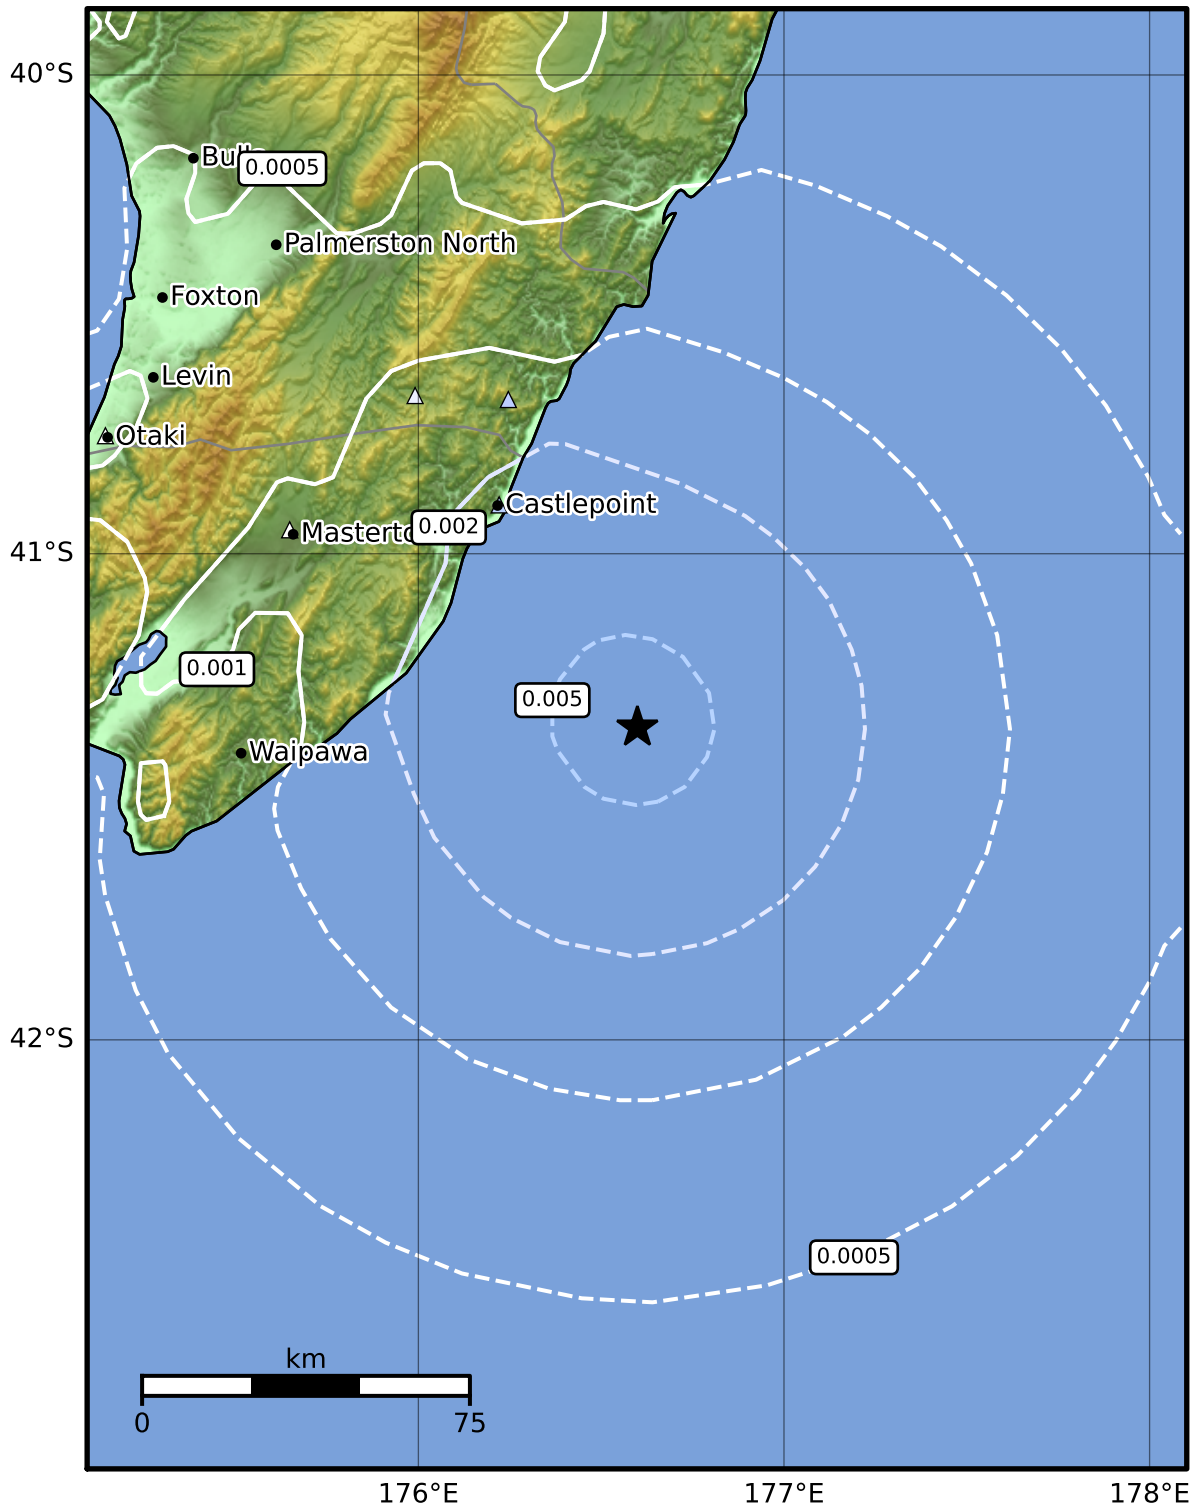 40°S
Bulls
0.0005
Palmerston North
Foxton
Levin
Otaki
Castlepoint
0.002
41°S
0.001
0.005
Waipawa
42°S
0.0005
km
0
75
176°E
177°E
178°E